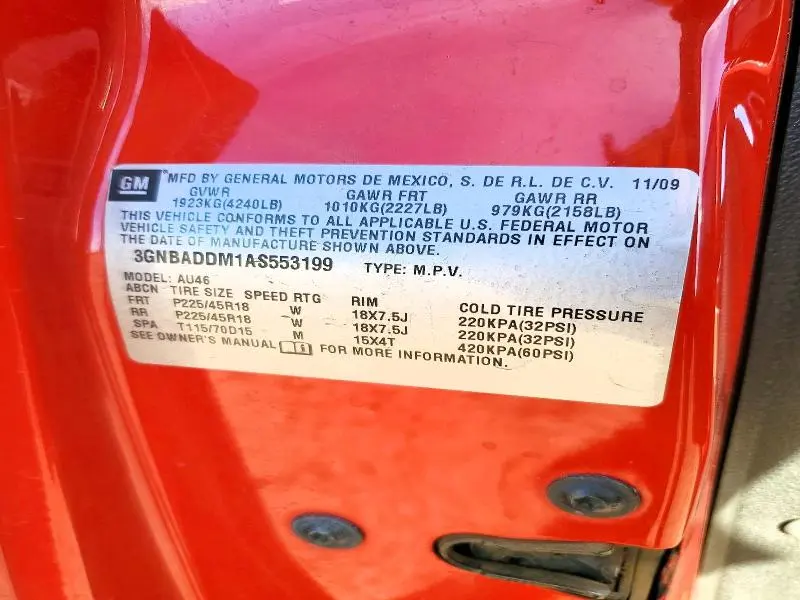 GM MFD BY GENERAL MOTORS DE MEXICO, S. DE R.L. DE C.V. 11/09
GVWR GAWR FRT GAWR RR
1923KG(4240LB) 1010KG(2227LB) 979KG(2158LB)
THIS VEHICLE CONFORMS TO ALL APPLICABLE U.S. FEDERAL MOTOR
VEHICLE SAFETY AND THEFT PREVENTION STANDARDS IN EFFECT ON
THE DATE OF MANUFACTURE SHOWN ABOVE.
3GNBADDM1AS553199 TYPE: M.P.V.
MODEL: AU46
ABCN TIRE SIZE SPEED RTG RIM COLD TIRE PRESSURE
FRT P225/45R18 W 18X7.5J 220KPA(32PSI)
RR P225/45R18 W 18X7.5J 220KPA(32PSI)
SPA T115/70D15 M 15X4T 420KPA(60PSI)
SEE OWNER'S MANUAL FOR MORE INFORMATION.